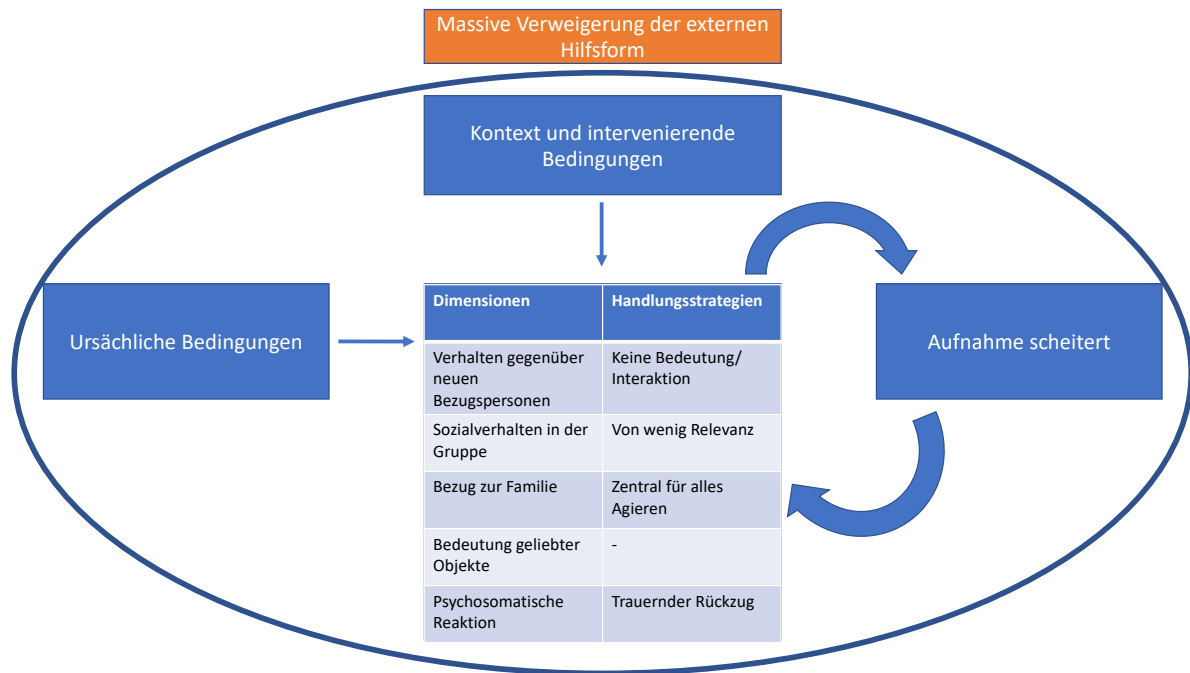 Massive Verweigerung der externen
Hilfsform
Kontext und intervenierende
Bedingungen
Ursächliche Bedingungen
Dimensionen
Handlungsstrategien
Verhalten gegenüber
neuen
Bezugspersonen
Keine Bedeutung/
Interaktion
Sozialverhalten in der
Gruppe
Von wenig Relevanz
Bezug zur Familie
Zentral für alles
Agieren
Bedeutung geliebter
Objekte
-
Psychosomatische
Reaktion
Trauernder Rückzug
Aufnahme scheitert